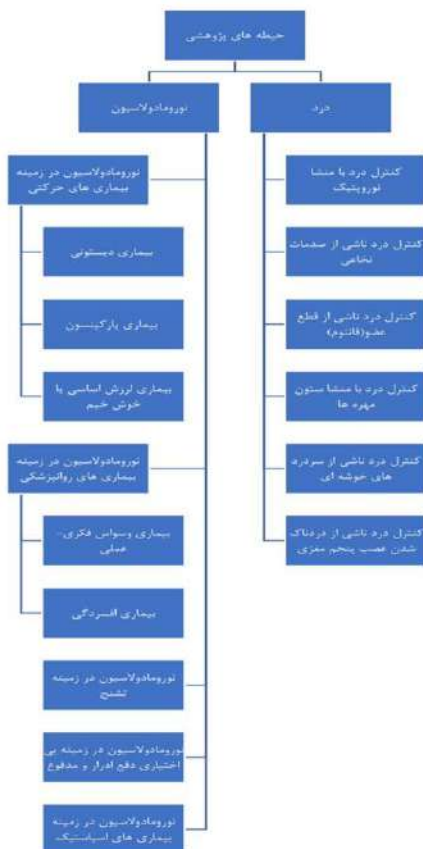 حیطه های پژوهشی
درد
کنترل درد با منشا
نوروپتیک
کنترل درد ناشی از صدمات
نخاعی
کنترل درد ناشی از قطع
عضو(فانتوم)
کنترل درد با منشا ستون
مهره ها
کنترل درد ناشی از سردرد
های خوشه ای
کنترل درد ناشی از دردناک
شدن عصب پنجم مغزی
نورومادولاسیون
نورومادولاسیون در زمینه
بیماری های حرکتی
بیماری دیستونی
بیماری پارکینسون
بیماری لرزش اساسی یا
خوش خیم
نورومادولاسیون در زمینه
بیماری های روانپزشکی
بیماری وسواس فکری-
عملی
بیماری افسردگی
نورومادولاسیون در زمینه
تشنج
نورومادولاسیون در زمینه بی
اختیاری دفع ادرار و مدفوع
نورومادولاسیون در زمینه
بیماری های اسپاستیک